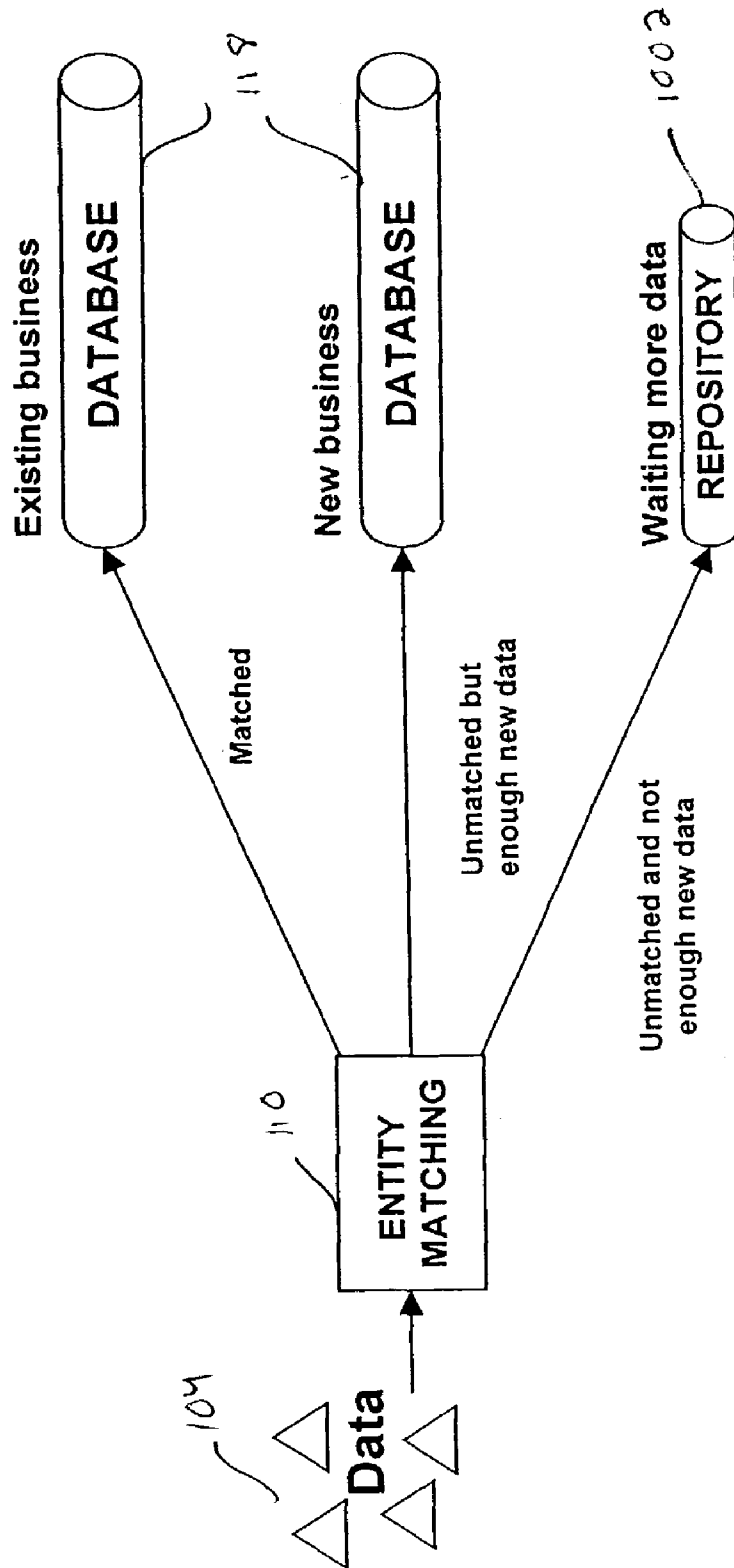 104
Data
110
ENTITY
MATCHING
Matched
Unmatched but
enough new data
Unmatched and not
enough new data
Existing business
DATABASE
118
New business
DATABASE
Waiting more data
REPOSITORY
1002